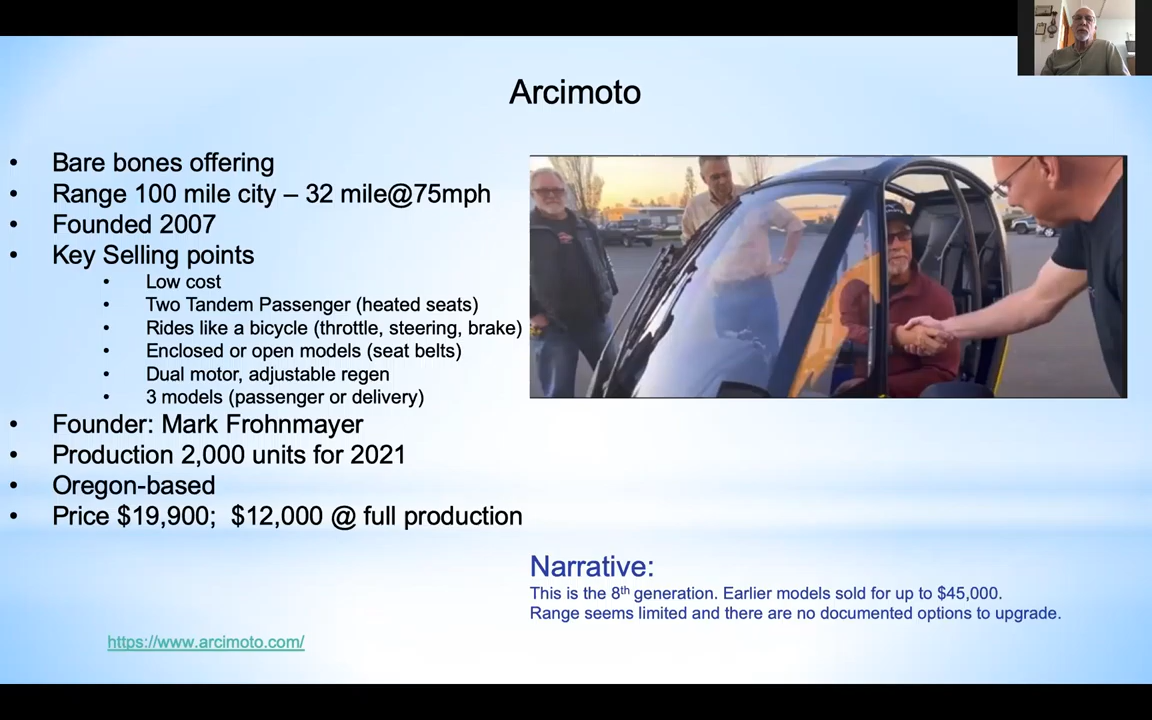 Arcimoto
• Bare bones offering
• Range 100 mile city – 32 mile@75mph
• Founded 2007
• Key Selling points
• Low cost
• Two Tandem Passenger (heated seats)
• Rides like a bicycle (throttle, steering, brake)
• Enclosed or open models (seat belts)
• Dual motor, adjustable regen
• 3 models (passenger or delivery)
• Founder: Mark Frohnmayer
• Production 2,000 units for 2021
• Oregon-based
• Price $19,900;  $12,000 @ full production
Narrative:
This is the 8th generation. Earlier models sold for up to $45,000.
Range seems limited and there are no documented options to upgrade.
https://www.arcimoto.com/